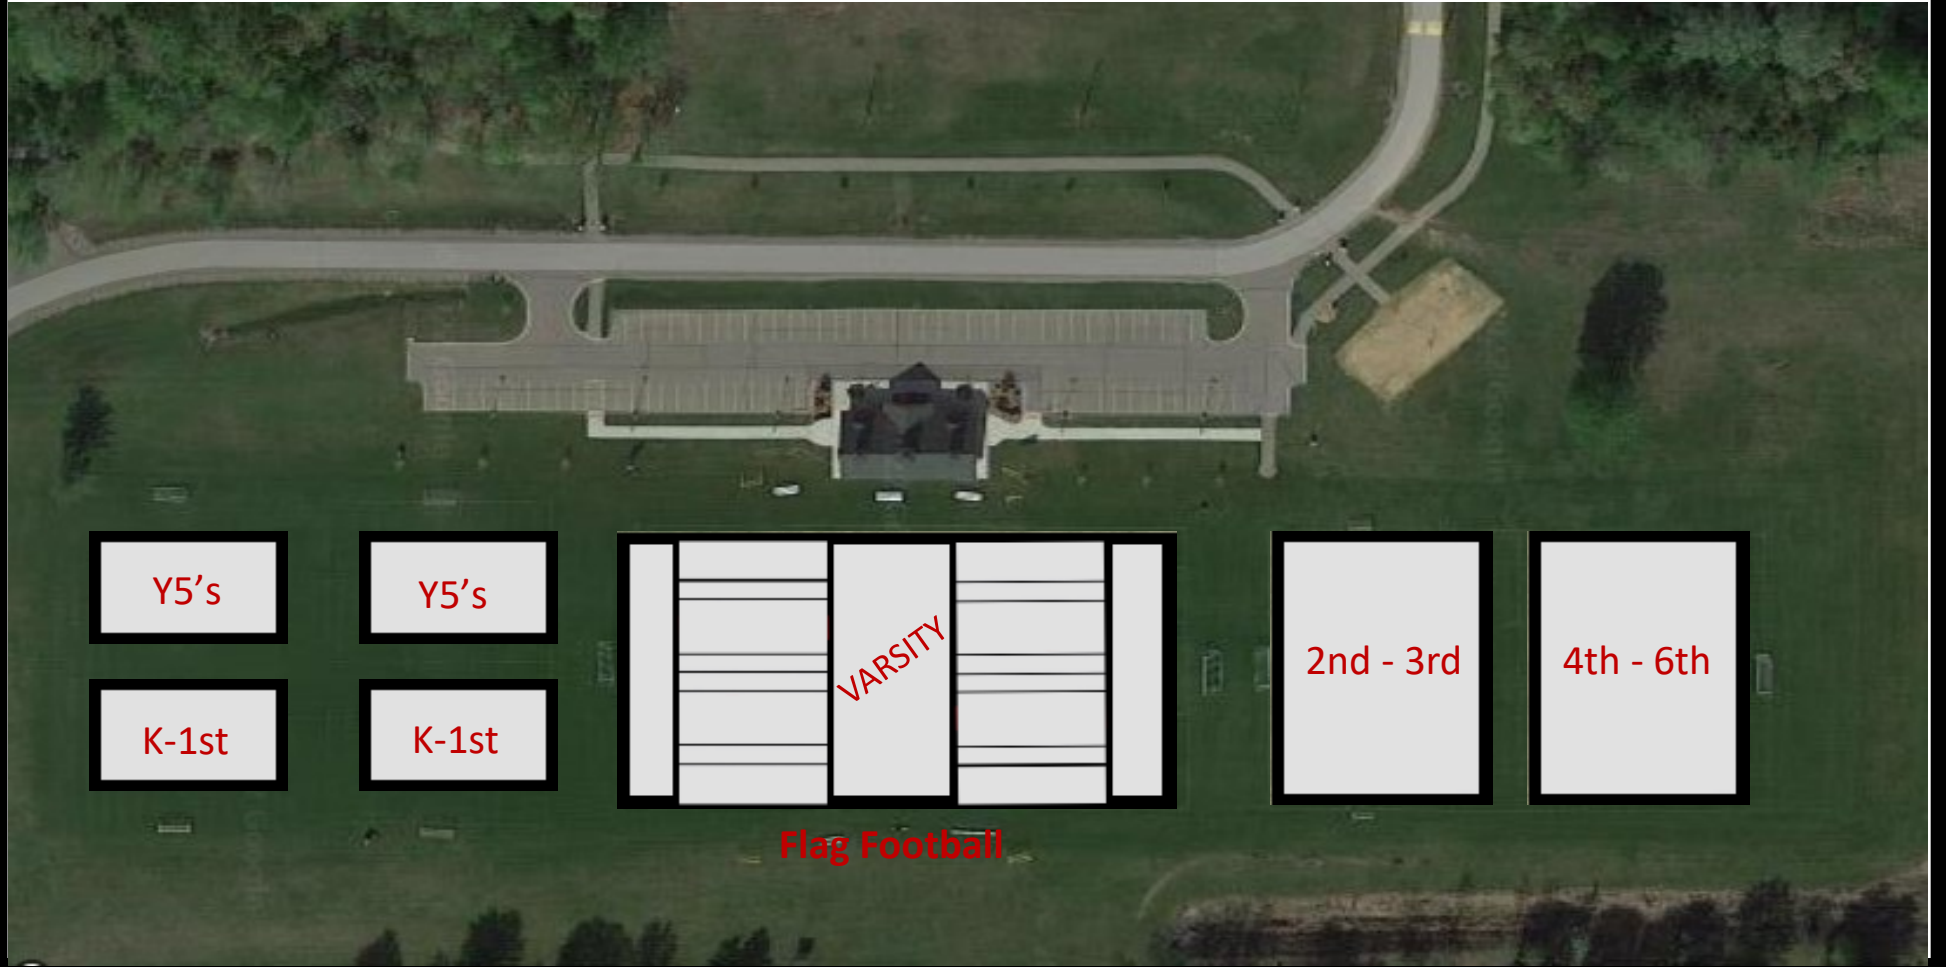 Y5’s
Y5’s
K-1st
K-1st
VARSITY
2nd - 3rd
4th - 6th
Flag Football